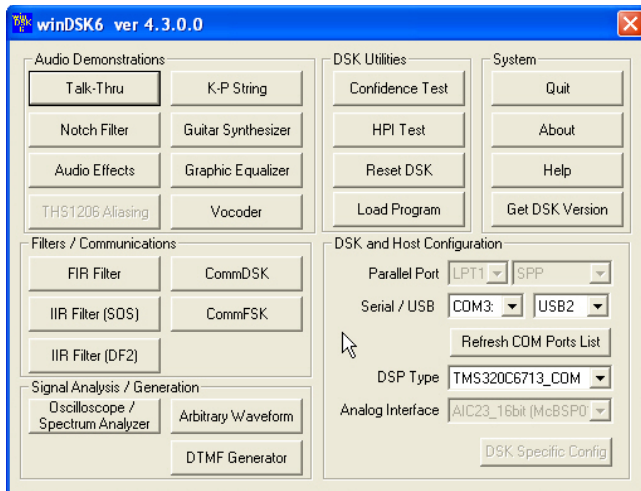 winDSK6 ver 4.3.0.0
Audio Demonstrations
Talk-Thru
K-P String
Notch Filter
Guitar Synthesizer
Audio Effects
Graphic Equalizer
THS1206 Aliasing
Vocoder
DSK Utilities
Confidence Test
HPI Test
Reset DSK
Load Program
System
Quit
About
Help
Get DSK Version
Filters / Communications
FIR Filter
CommDSK
IIR Filter (SOS)
CommFSK
IIR Filter (DF2)
Signal Analysis / Generation
Oscilloscope /
Spectrum Analyzer
Arbitrary Waveform
DTMF Generator
DSK and Host Configuration
Parallel Port LPT1 SPP
Serial / USB COM3: USB2
Refresh COM Ports List
DSP Type TMS320C6713_COM
Analog Interface AIC23_16bit (McBSP0
DSK Specific Config